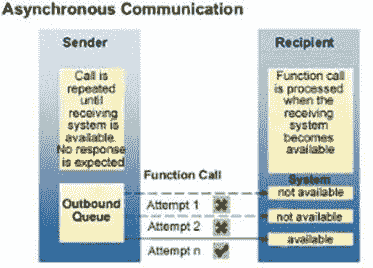 Asynchronous Communication
Sender
Call is
repeated
until
receiving
system is
available.
No response
is expected
Outbound
Queue
Function Call
Attempt 1
Attempt 2
Attempt n
Recipient
Function call
is processed
when the
receiving
system
becomes
available
System
not available
not available
available